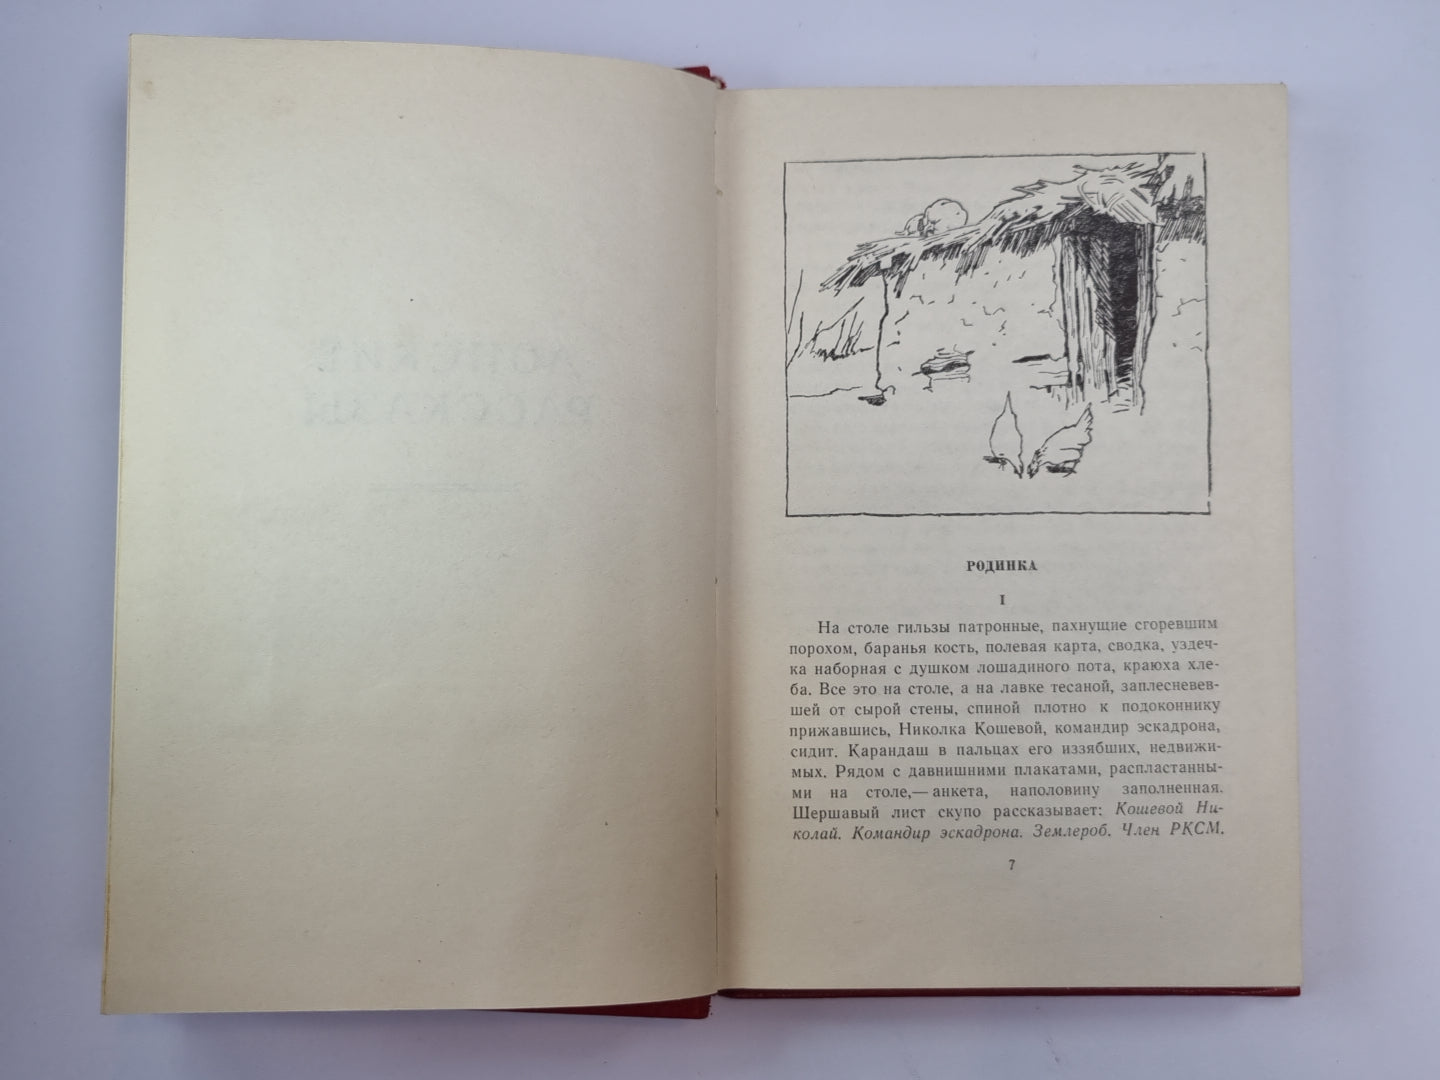 РОДИНКА
I
На столе гильзы патронные, пахнущие сгоревшим
порохом, баранья кость, полевая карта, сводка, уздеч-
ка наборная с душком лошадиного пота, краюха хле-
ба. Все это на столе, а на лавке тесаной, заплесневев-
шей от сырой стены, спиной плотно к подоконнику
прижавшись, Николка Кошевой, командир эскадрона,
сидит. Карандаш в пальцах его иззябших, недвижи-
мых. Рядом с давнишними плакатами, распластанны-
ми на столе,— анкета, наполовину заполненная.
Шершавый лист скупо рассказывает: Кошевой Ни-
колай. Командир эскадрона. Землероб. Член РКСМ.
7